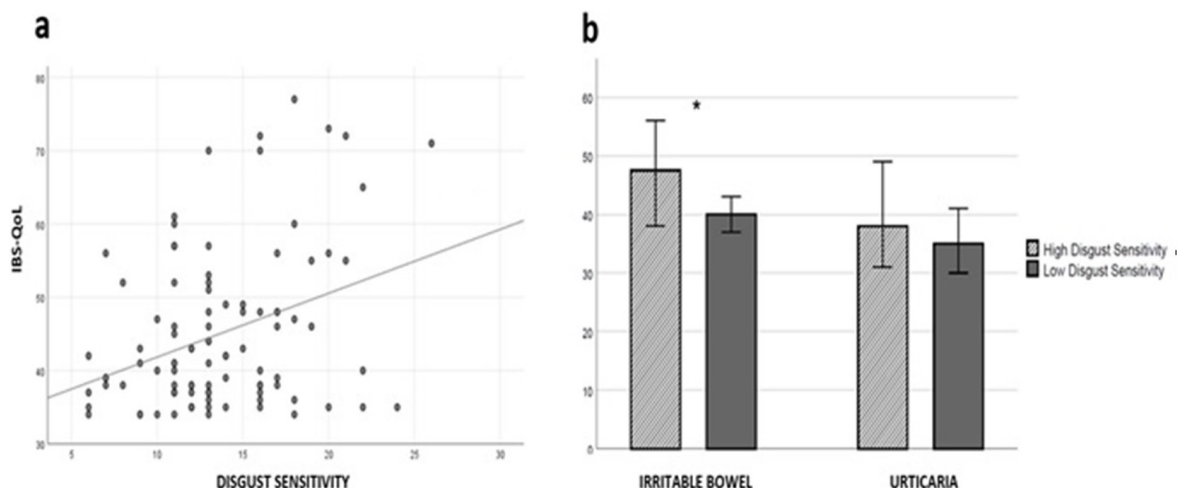 a
IBS-QoL
80
70
60
50
40
30
5 10 15 20 25 30
DISGUST SENSITIVITY
b
*
60
50
40
30
20
10
0
IRRITABLE BOWEL URTICARIA
High Disgust Sensitivity
Low Disgust Sensitivity